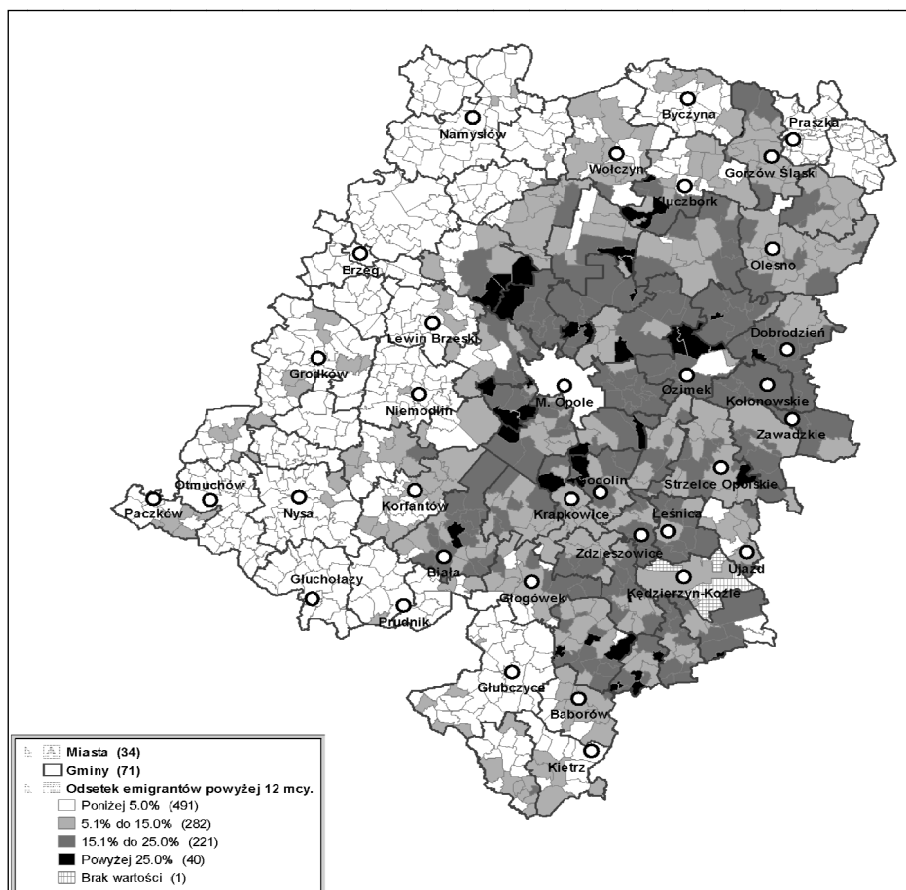 Namysłów
Byczyna
Praszka
Wołczyn
Gorzów Śląsk
Kluczbork
Olesno
Erzeg
Lewin Brzeski
Dobrodzień
Grodków
Niemodlin
M. Opole
Ozimek
Kolonowskie
Zawadzkie
Otmuchów
Paczków
Nysa
Korfantów
Gocolin
Krapkowice
Strzelce Opolskie
Leśnica
Zdzieszowice
Ujazd
Biała
Głuchołazy
Głogówek
Kędzierzyn-Koźle
Prudnik
Głubczyce
Baborów
Kietrz
Miasta (34)
Gminy (71)
Odsetek emigrantów powyżej 12 mcy.
Poniżej 5.0% (491)
5.1% do 15.0% (282)
15.1% do 25.0% (221)
Powyżej 25.0% (40)
Brak wartości (1)